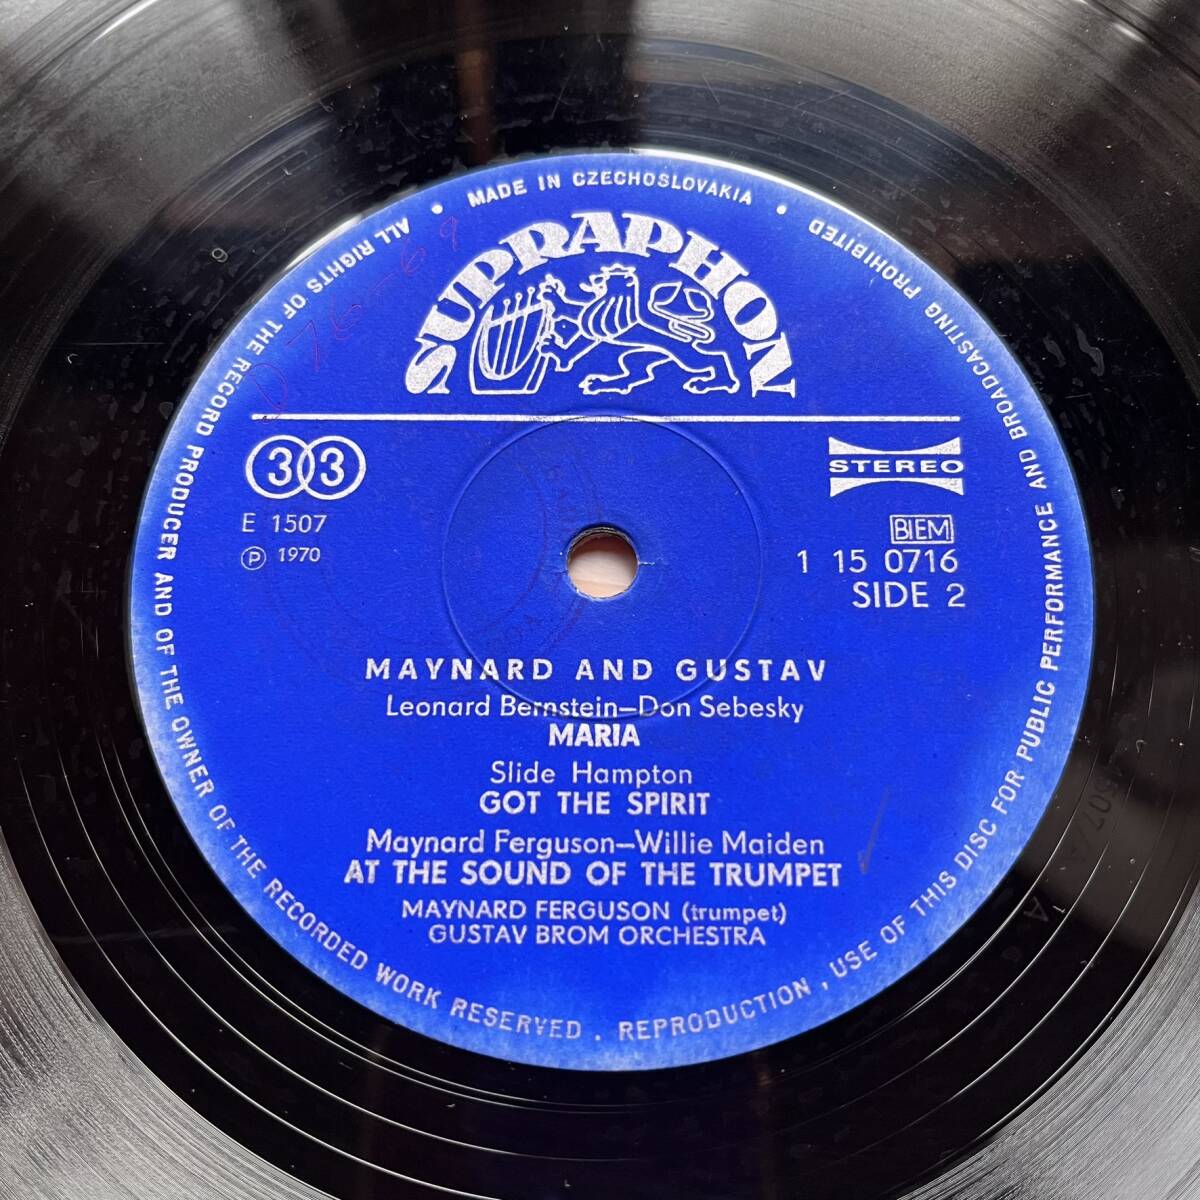 MADE IN CZECHOSLOVAKIA
ALL RIGHTS OF THE RECORD PRODUCER AND OF THE OWNER OF THE RECORDED WORK RESERVED . REPRODUCTION , USE OF THIS DISC FOR PUBLIC PERFORMANCE AND BROADCASTING PROHIBITED
SUPRAPHON
D 76-69
33
STEREO
E 1507
BIEM
Ⓟ 1970
1 15 0716
SIDE 2
MAYNARD AND GUSTAV
Leonard Bernstein–Don Sebesky
MARIA
Slide Hampton
GOT THE SPIRIT
Maynard Ferguson–Willie Maiden
AT THE SOUND OF THE TRUMPET
MAYNARD FERGUSON (trumpet)
GUSTAV BROM ORCHESTRA